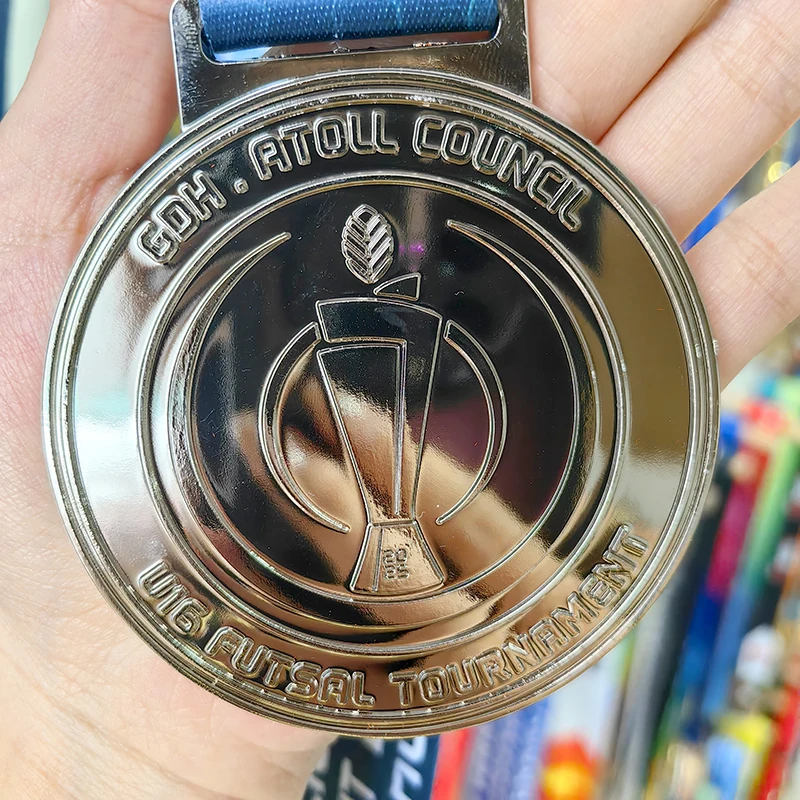 GDH . ATOLL COUNCIL
U16 FUTSAL TOURNAMENT